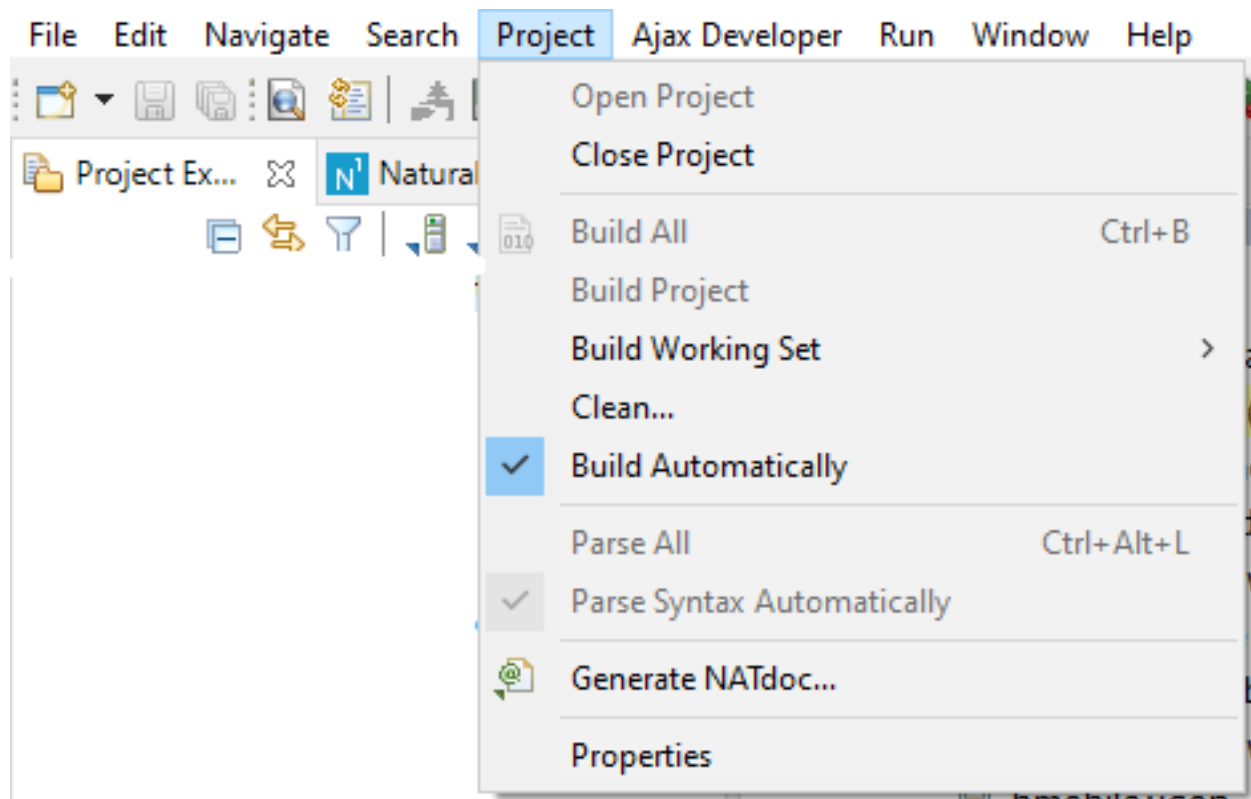 File Edit Navigate Search Project Ajax Developer Run Window Help
Open Project
Close Project
Project Ex... N1 Natural
Build All Ctrl+B
010
Build Project
Build Working Set
Clean...
Build Automatically
Parse All Ctrl+Alt+L
Parse Syntax Automatically
Generate NATdoc...
Properties